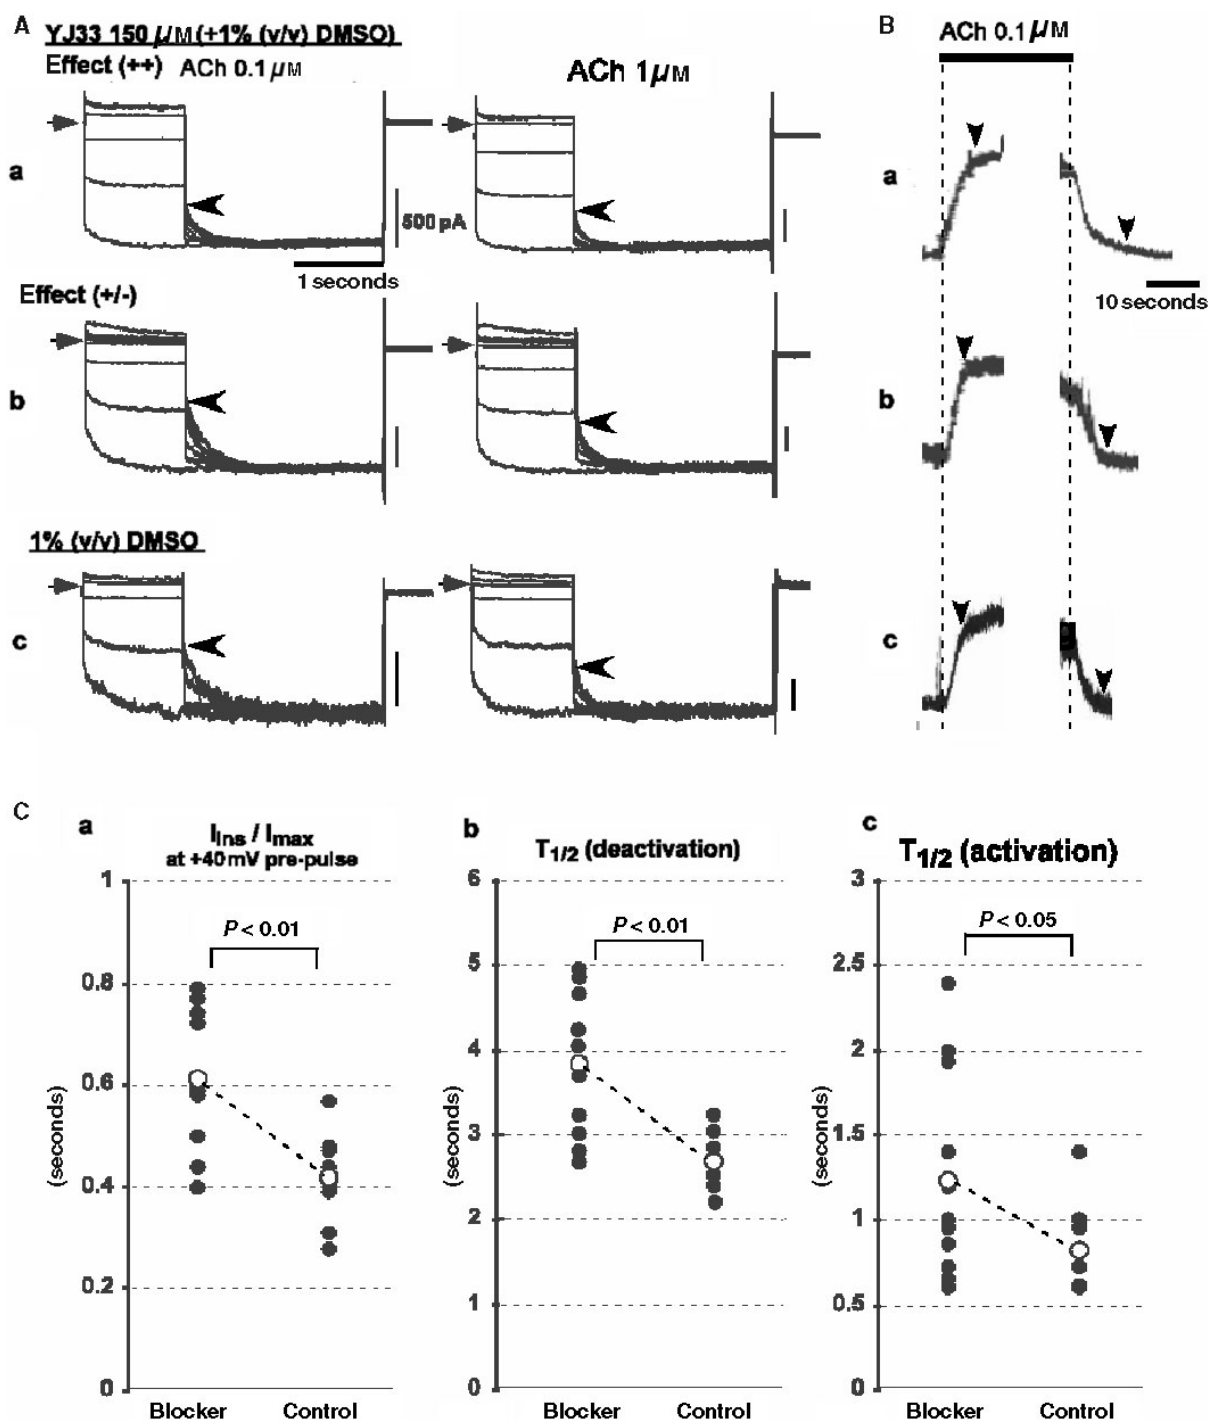 A
YJ33 150 μM (+1% (v/v) DMSO)
Effect (++) ACh 0.1 μM
ACh 1 μM
a
500 pA
1 seconds
Effect (+/-)
b
1% (v/v) DMSO
c
B
ACh 0.1 μM
a
10 seconds
b
c
C
a
I Ins / I max
at +40 mV pre-pulse
1
0.8
0.6
0.4
0.2
0
(seconds)
P < 0.01
Blocker Control
b
T1/2 (deactivation)
6
5
4
3
2
1
0
(seconds)
P < 0.01
Blocker Control
c
T1/2 (activation)
3
2.5
2
1.5
1
0.5
0
(seconds)
P < 0.05
Blocker Control